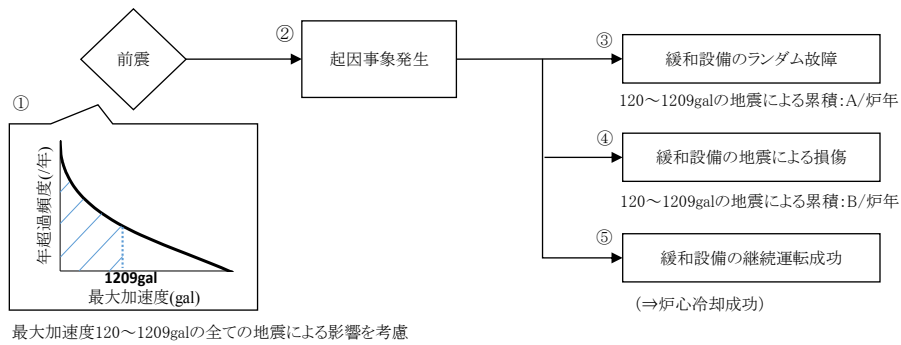 前震
②
起因事象発生
③
緩和設備のランダム故障
120～1209galの地震による累積:A/炉年
④
緩和設備の地震による損傷
120～1209galの地震による累積:B/炉年
⑤
緩和設備の継続運転成功
(⇒炉心冷却成功)
①
年超過頻度(/年)
1209gal
最大加速度(gal)
最大加速度120～1209galの全ての地震による影響を考慮